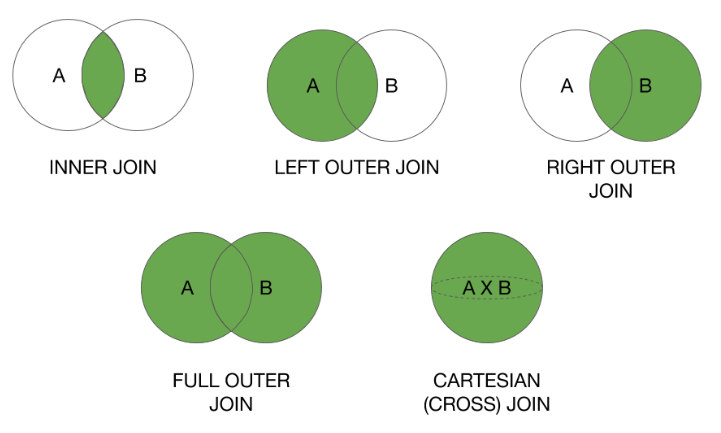 A B
INNER JOIN
A B
LEFT OUTER JOIN
A B
RIGHT OUTER
JOIN
A B
FULL OUTER
JOIN
A X B
CARTESIAN
(CROSS) JOIN